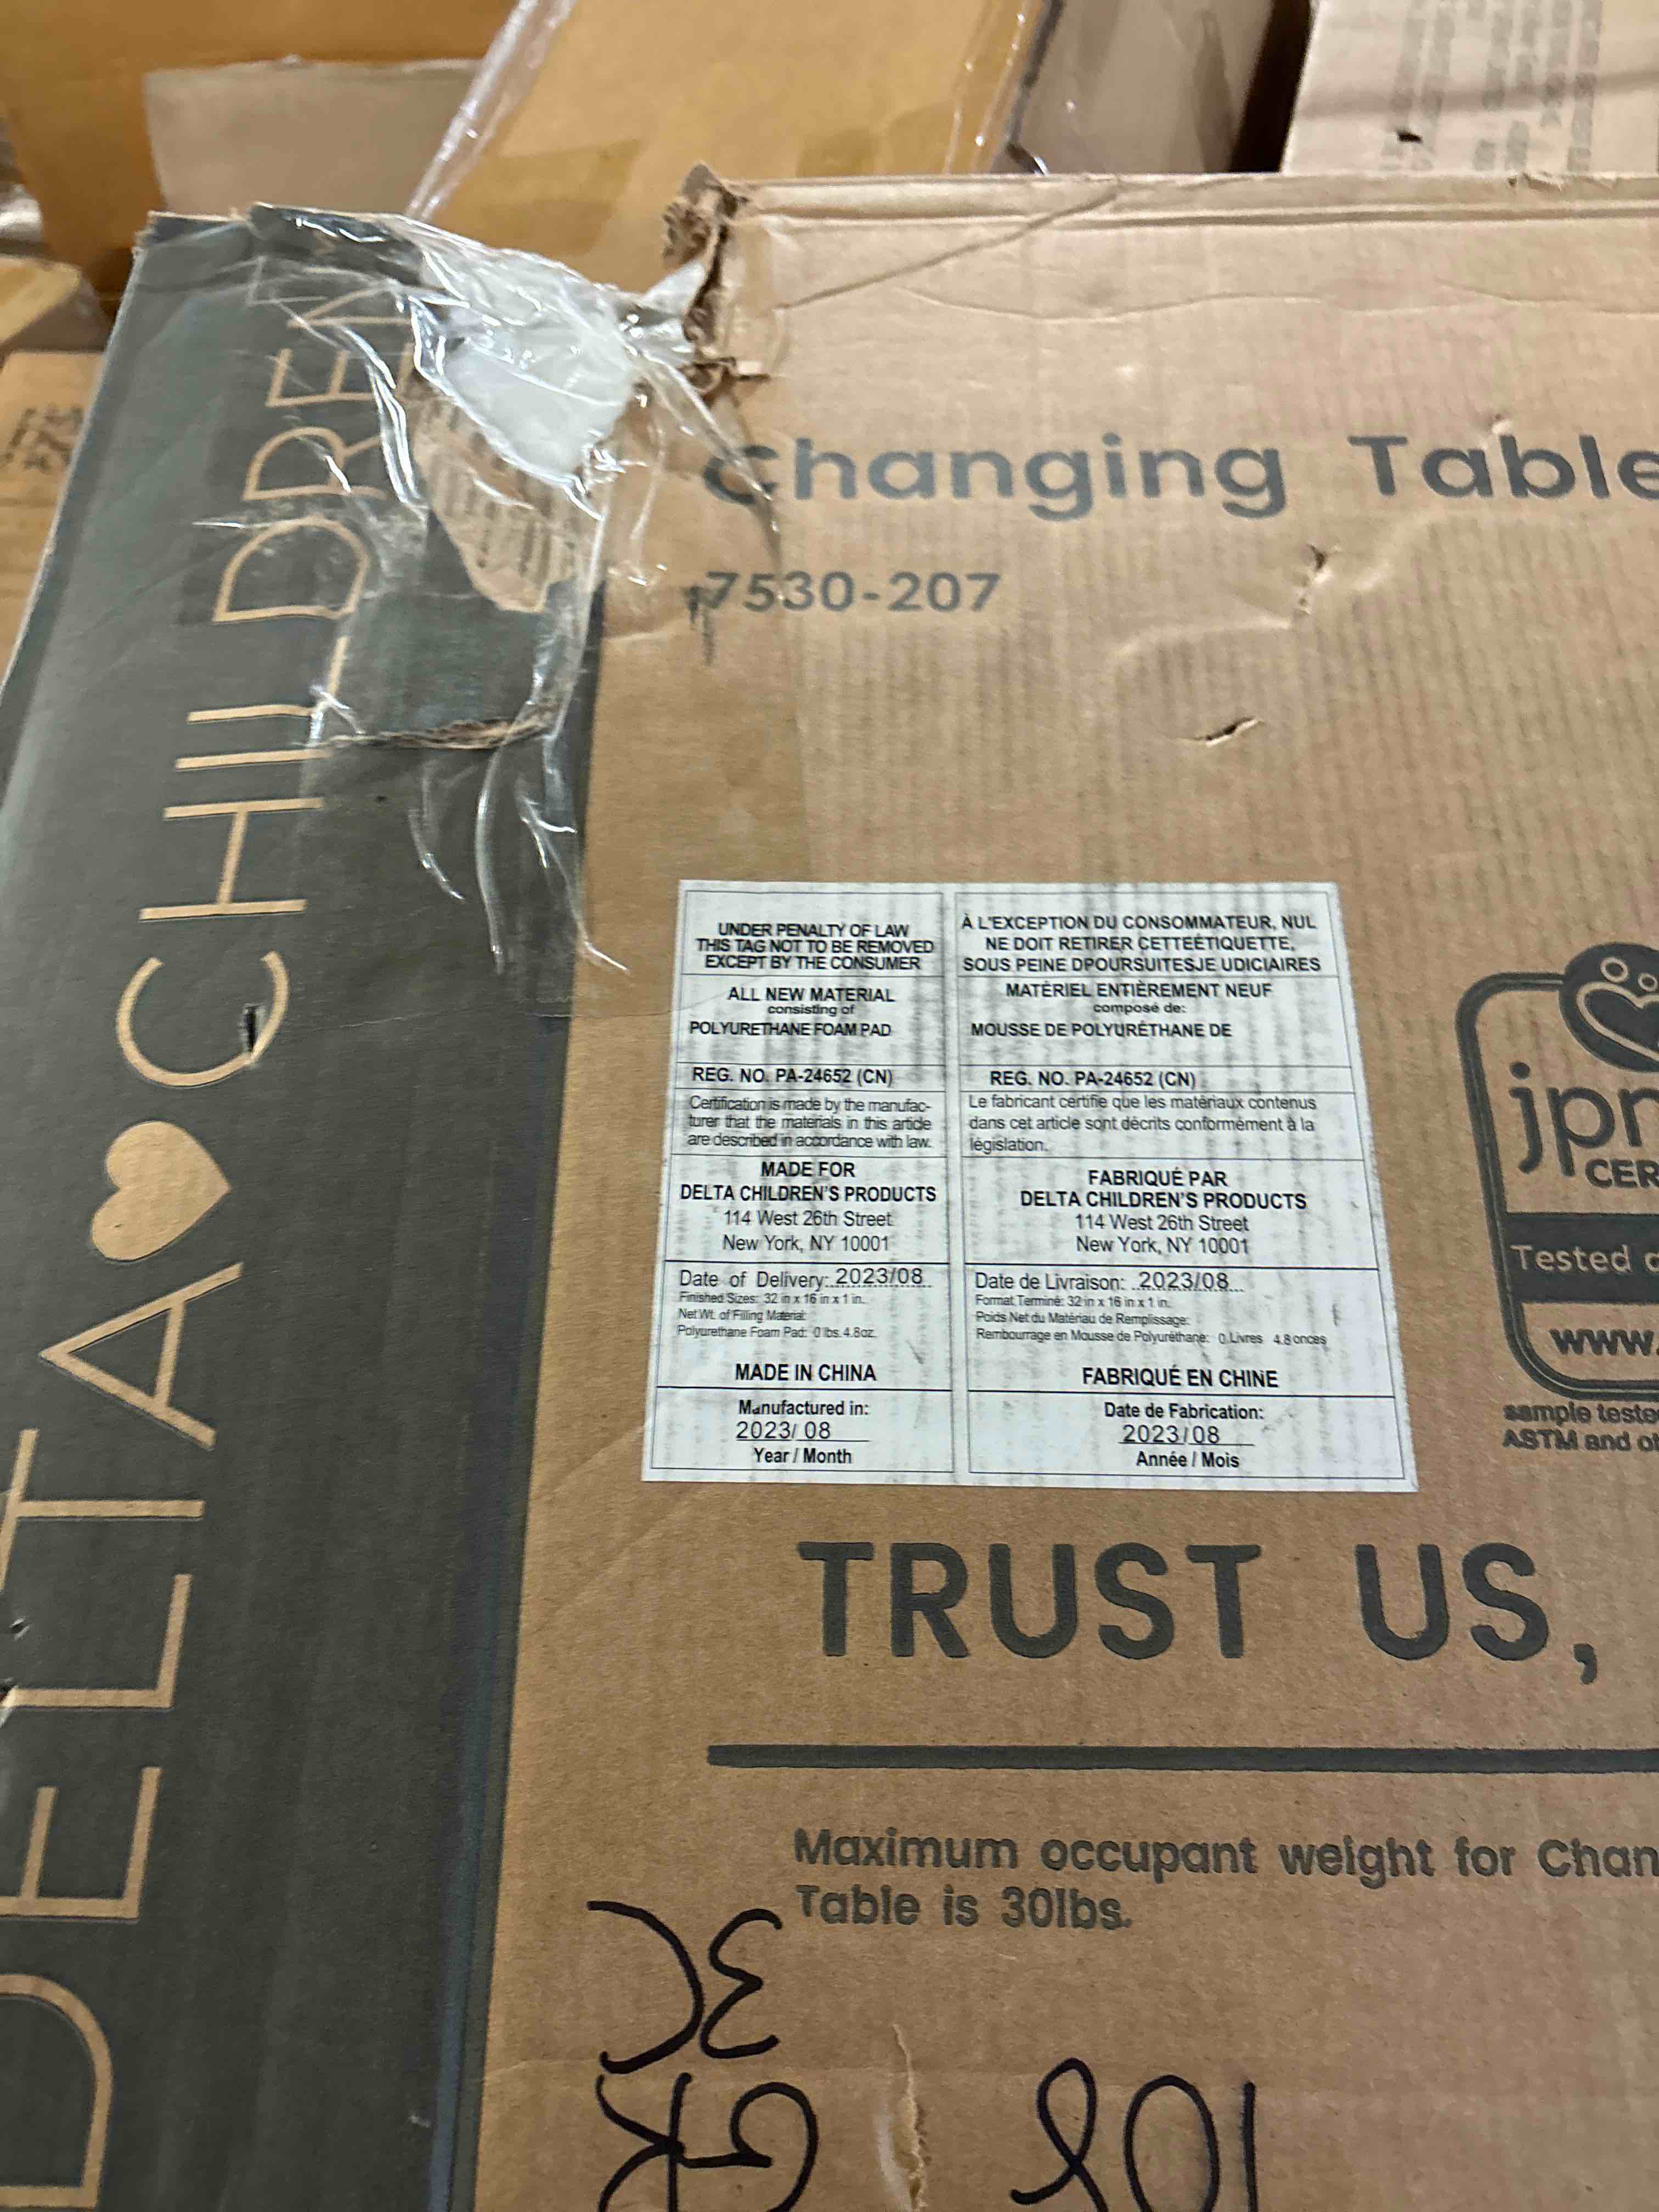 DELTA CHILDREN
Changing Table
7530-207
UNDER PENALTY OF LAW
THIS TAG NOT TO BE REMOVED
EXCEPT BY THE CONSUMER
ALL NEW MATERIAL
consisting of
POLYURETHANE FOAM PAD
REG. NO. PA-24652 (CN)
Certification is made by the manufac-
turer that the materials in this article
are described in accordance with law.
MADE FOR
DELTA CHILDREN'S PRODUCTS
114 West 26th Street
New York, NY 10001
Date of Delivery: 2023/08
Finished Sizes: 32 in x 16 in x 1 in.
Net Wt. of Filling Material:
Polyurethane Foam Pad: 0 lbs. 4.8oz.
MADE IN CHINA
Manufactured in:
2023/ 08
Year / Month
À L'EXCEPTION DU CONSOMMATEUR, NUL
NE DOIT RETIRER CETTEÉTIQUETTE,
SOUS PEINE DPOURSUITESJE UDICIAIRES
MATÉRIEL ENTIÈREMENT NEUF
composé de:
MOUSSE DE POLYURÉTHANE DE
REG. NO. PA-24652 (CN)
Le fabricant certifie que les matériaux contenus
dans cet article sont décrits conformément à la
législation.
FABRIQUÉ PAR
DELTA CHILDREN'S PRODUCTS
114 West 26th Street
New York, NY 10001
Date de Livraison: 2023/08
Format Terminé: 32 in x 16 in x 1 in.
Poids Net du Matériau de Remplissage:
Rembourrage en Mousse de Polyuréthane: 0 Livres 4.8 onces
FABRIQUÉ EN CHINE
Date de Fabrication:
2023/08
Année / Mois
jpm
CER
Tested
www.
sample teste
ASTM and ot
TRUST US,
Maximum occupant weight for Chan
Table is 30lbs.
108